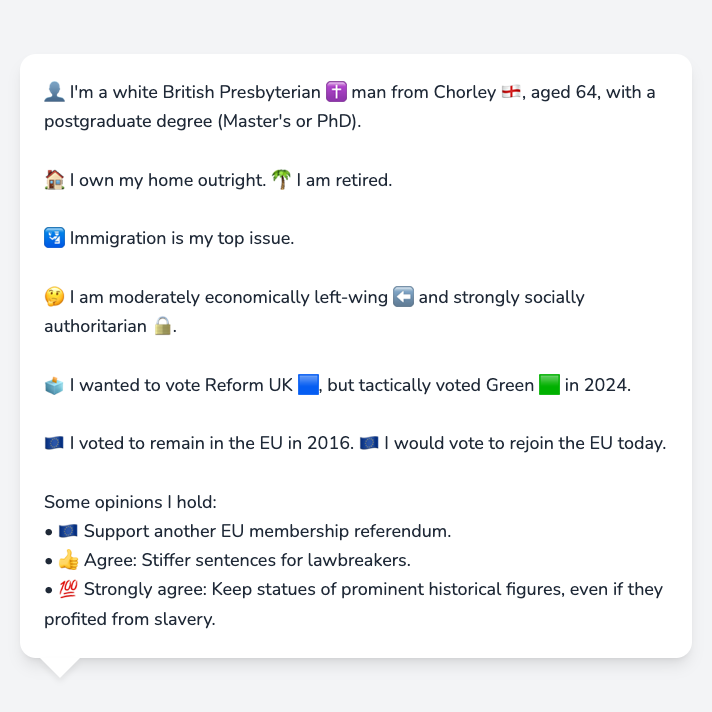 👤 I'm a white British Presbyterian ✝️ man from Chorley 🏴󠁧󠁢󠁥󠁮󠁧󠁿, aged 64, with a
postgraduate degree (Master's or PhD).
🏠 I own my home outright. 🌴 I am retired.
🛂 Immigration is my top issue.
🤔 I am moderately economically left-wing ⬅️ and strongly socially
authoritarian 🔒.
🗳️ I wanted to vote Reform UK 🟦, but tactically voted Green 🟩 in 2024.
🇪🇺 I voted to remain in the EU in 2016. 🇪🇺 I would vote to rejoin the EU today.
Some opinions I hold:
• 🇪🇺 Support another EU membership referendum.
• 👍 Agree: Stiffer sentences for lawbreakers.
• 💯 Strongly agree: Keep statues of prominent historical figures, even if they
profited from slavery.